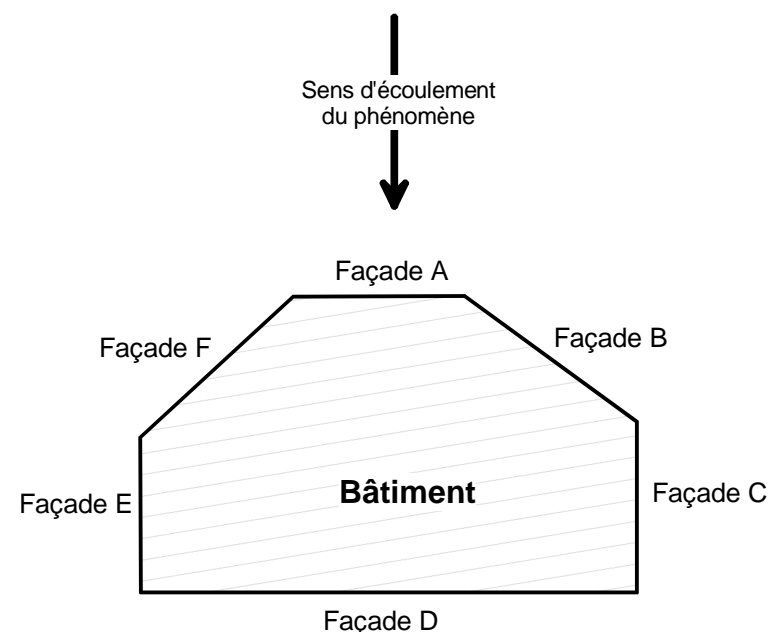 Sens d'écoulement
du phénomène
Façade A
Façade B
Façade F
Bâtiment
Façade E
Façade C
Façade D